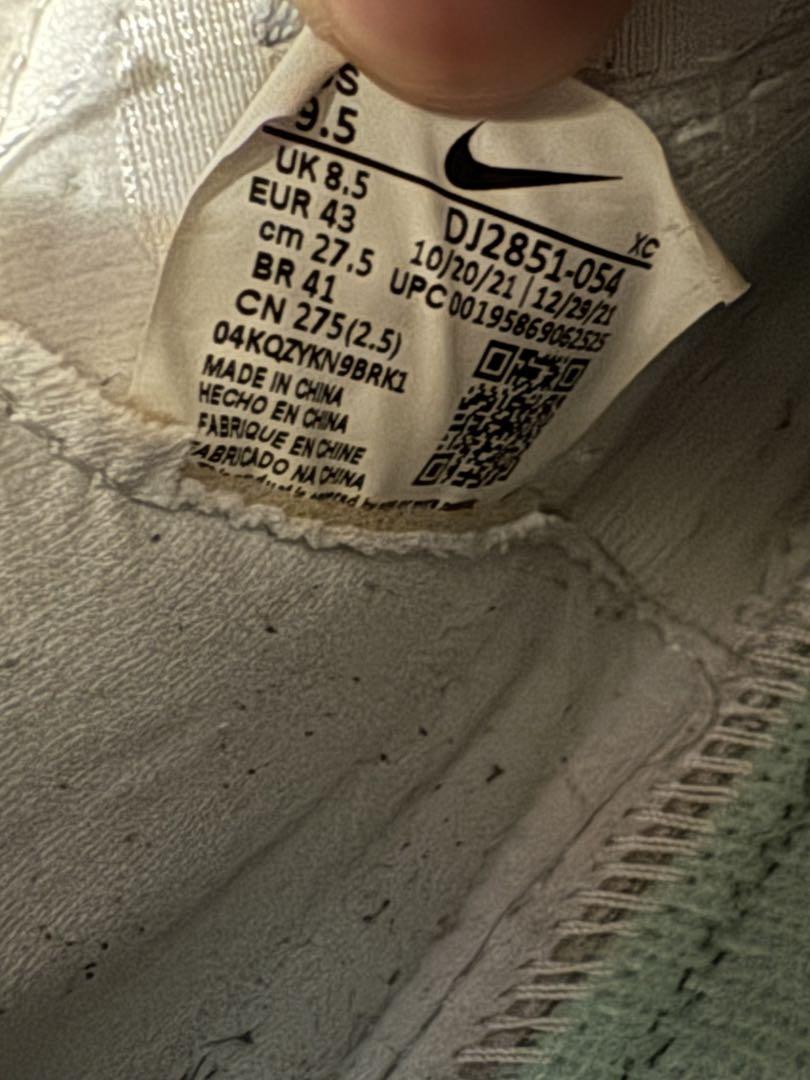 9.5
UK 8.5
EUR 43
cm 27.5
BR 41
CN 275(2.5)
04KQZYKN9BRK1
MADE IN CHINA
HECHO EN CHINA
FABRIQUE EN CHINE
FABRICADO NA CHINA
XC
DJ2851-054
10/20/21 | 12/29/21
UPC 00195869062525